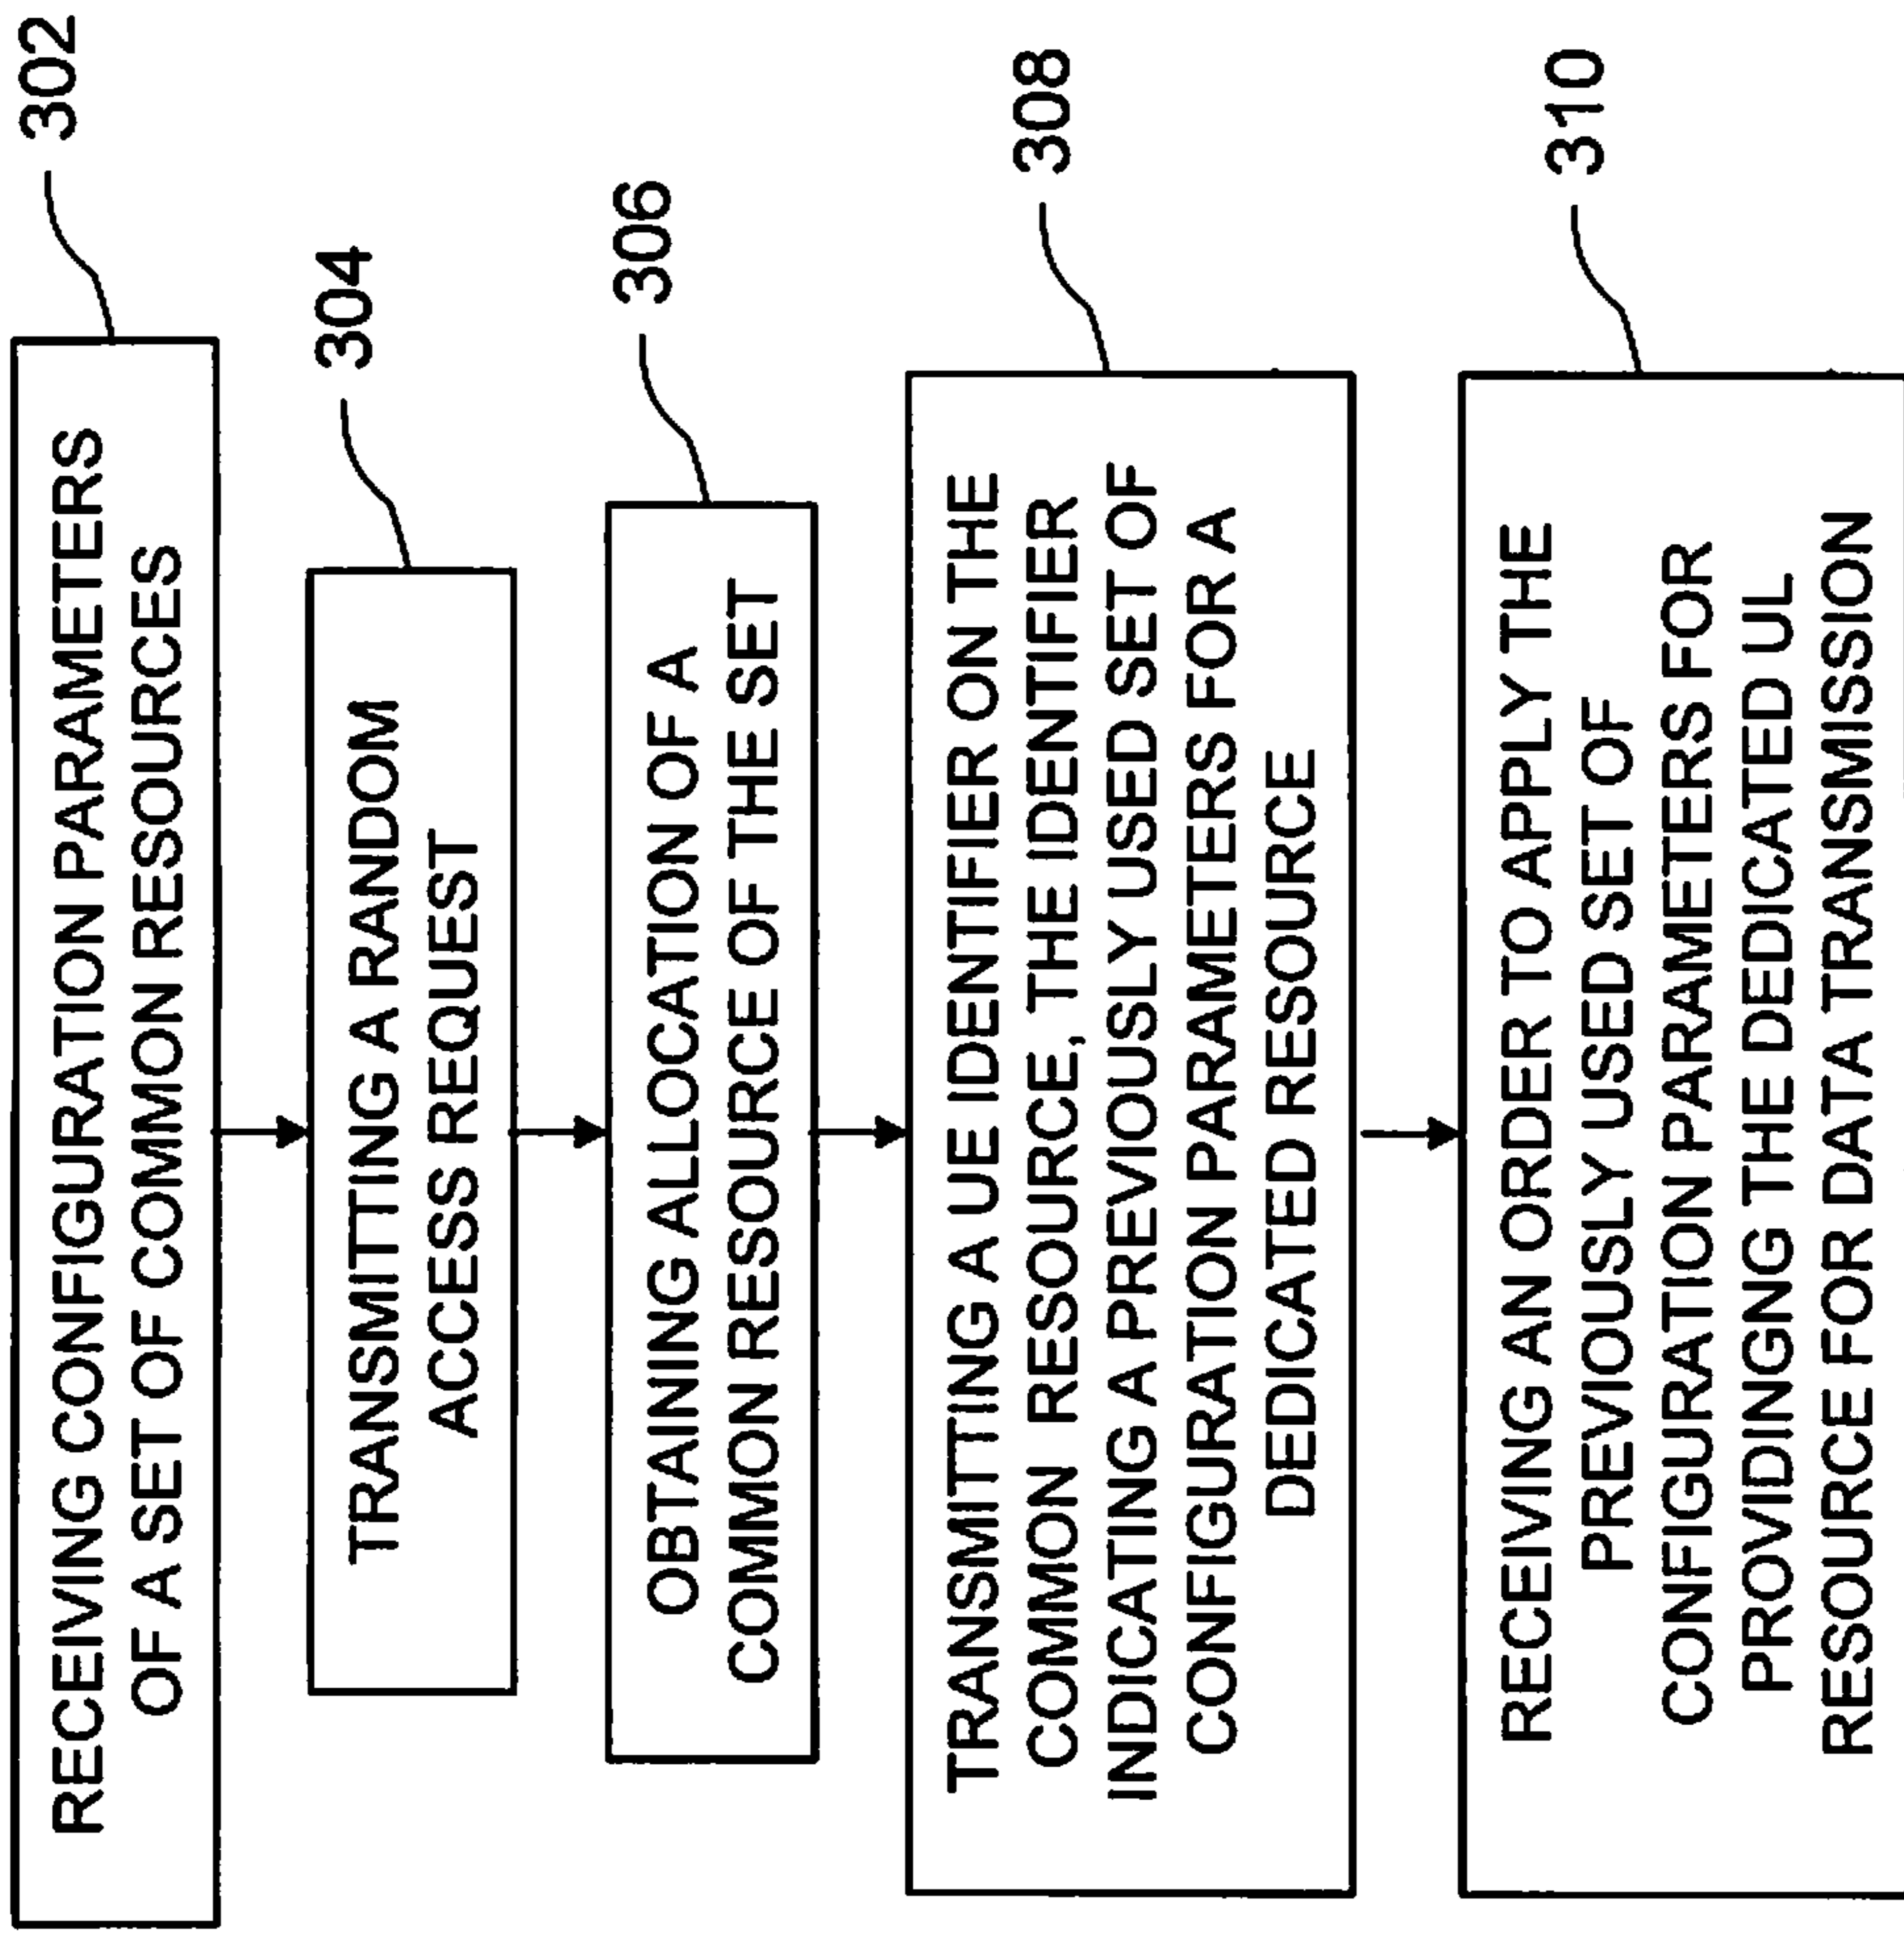 RECEIVING CONFIGURATION PARAMETERS
OF A SET OF COMMON RESOURCES
302
TRANSMITTING A RANDOM
ACCESS REQUEST
304
OBTAINING ALLOCATION OF A
COMMON RESOURCE OF THE SET
306
TRANSMITTING A UE IDENTIFIER ON THE
COMMON RESOURCE, THE IDENTIFIER
INDICATING A PREVIOUSLY USED SET OF
CONFIGURATION PARAMETERS FOR A
DEDICATED RESOURCE
308
RECEIVING AN ORDER TO APPLY THE
PREVIOUSLY USED SET OF
CONFIGURATION PARAMETERS FOR
PROVIDIGNG THE DEDICATED UL
RESOURCE FOR DATA TRANSMISSION
310